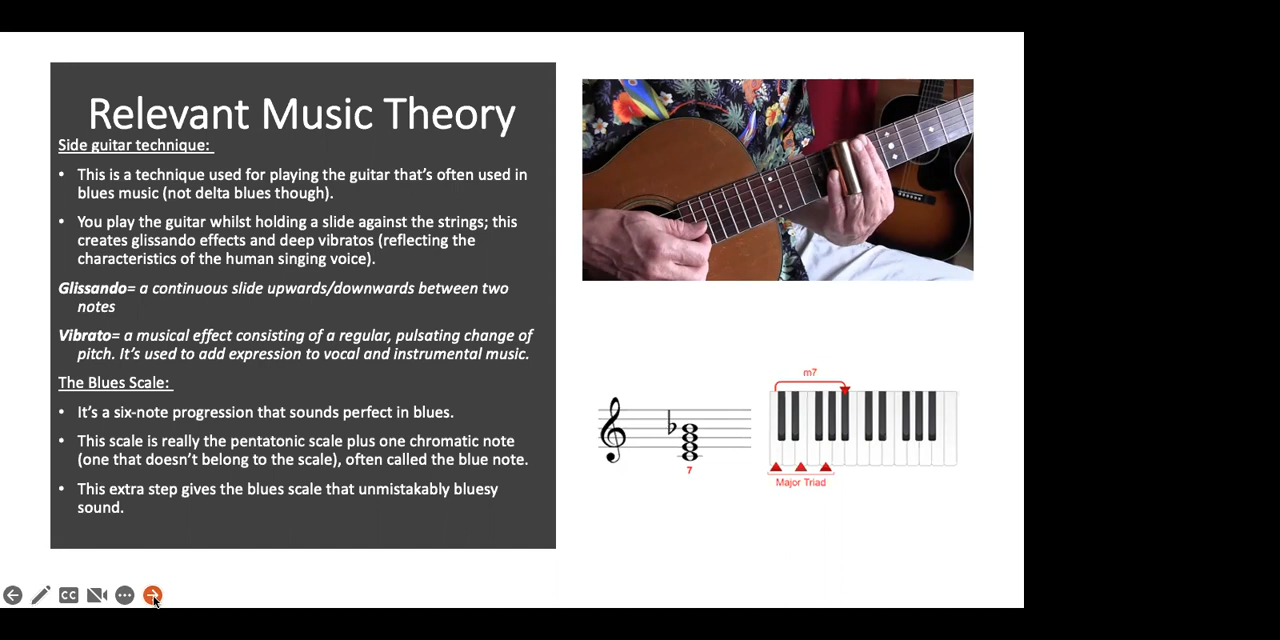 Relevant Music Theory
Side guitar technique:
• This is a technique used for playing the guitar that's often used in
blues music (not delta blues though).
• You play the guitar whilst holding a slide against the strings; this
creates glissando effects and deep vibratos (reflecting the
characteristics of the human singing voice).
Glissando= a continuous slide upwards/downwards between two
notes
Vibrato= a musical effect consisting of a regular, pulsating change of
pitch. It's used to add expression to vocal and instrumental music.
The Blues Scale:
• It's a six-note progression that sounds perfect in blues.
• This scale is really the pentatonic scale plus one chromatic note
(one that doesn't belong to the scale), often called the blue note.
• This extra step gives the blues scale that unmistakably bluesy
sound.
7
m7
Major Triad
CC